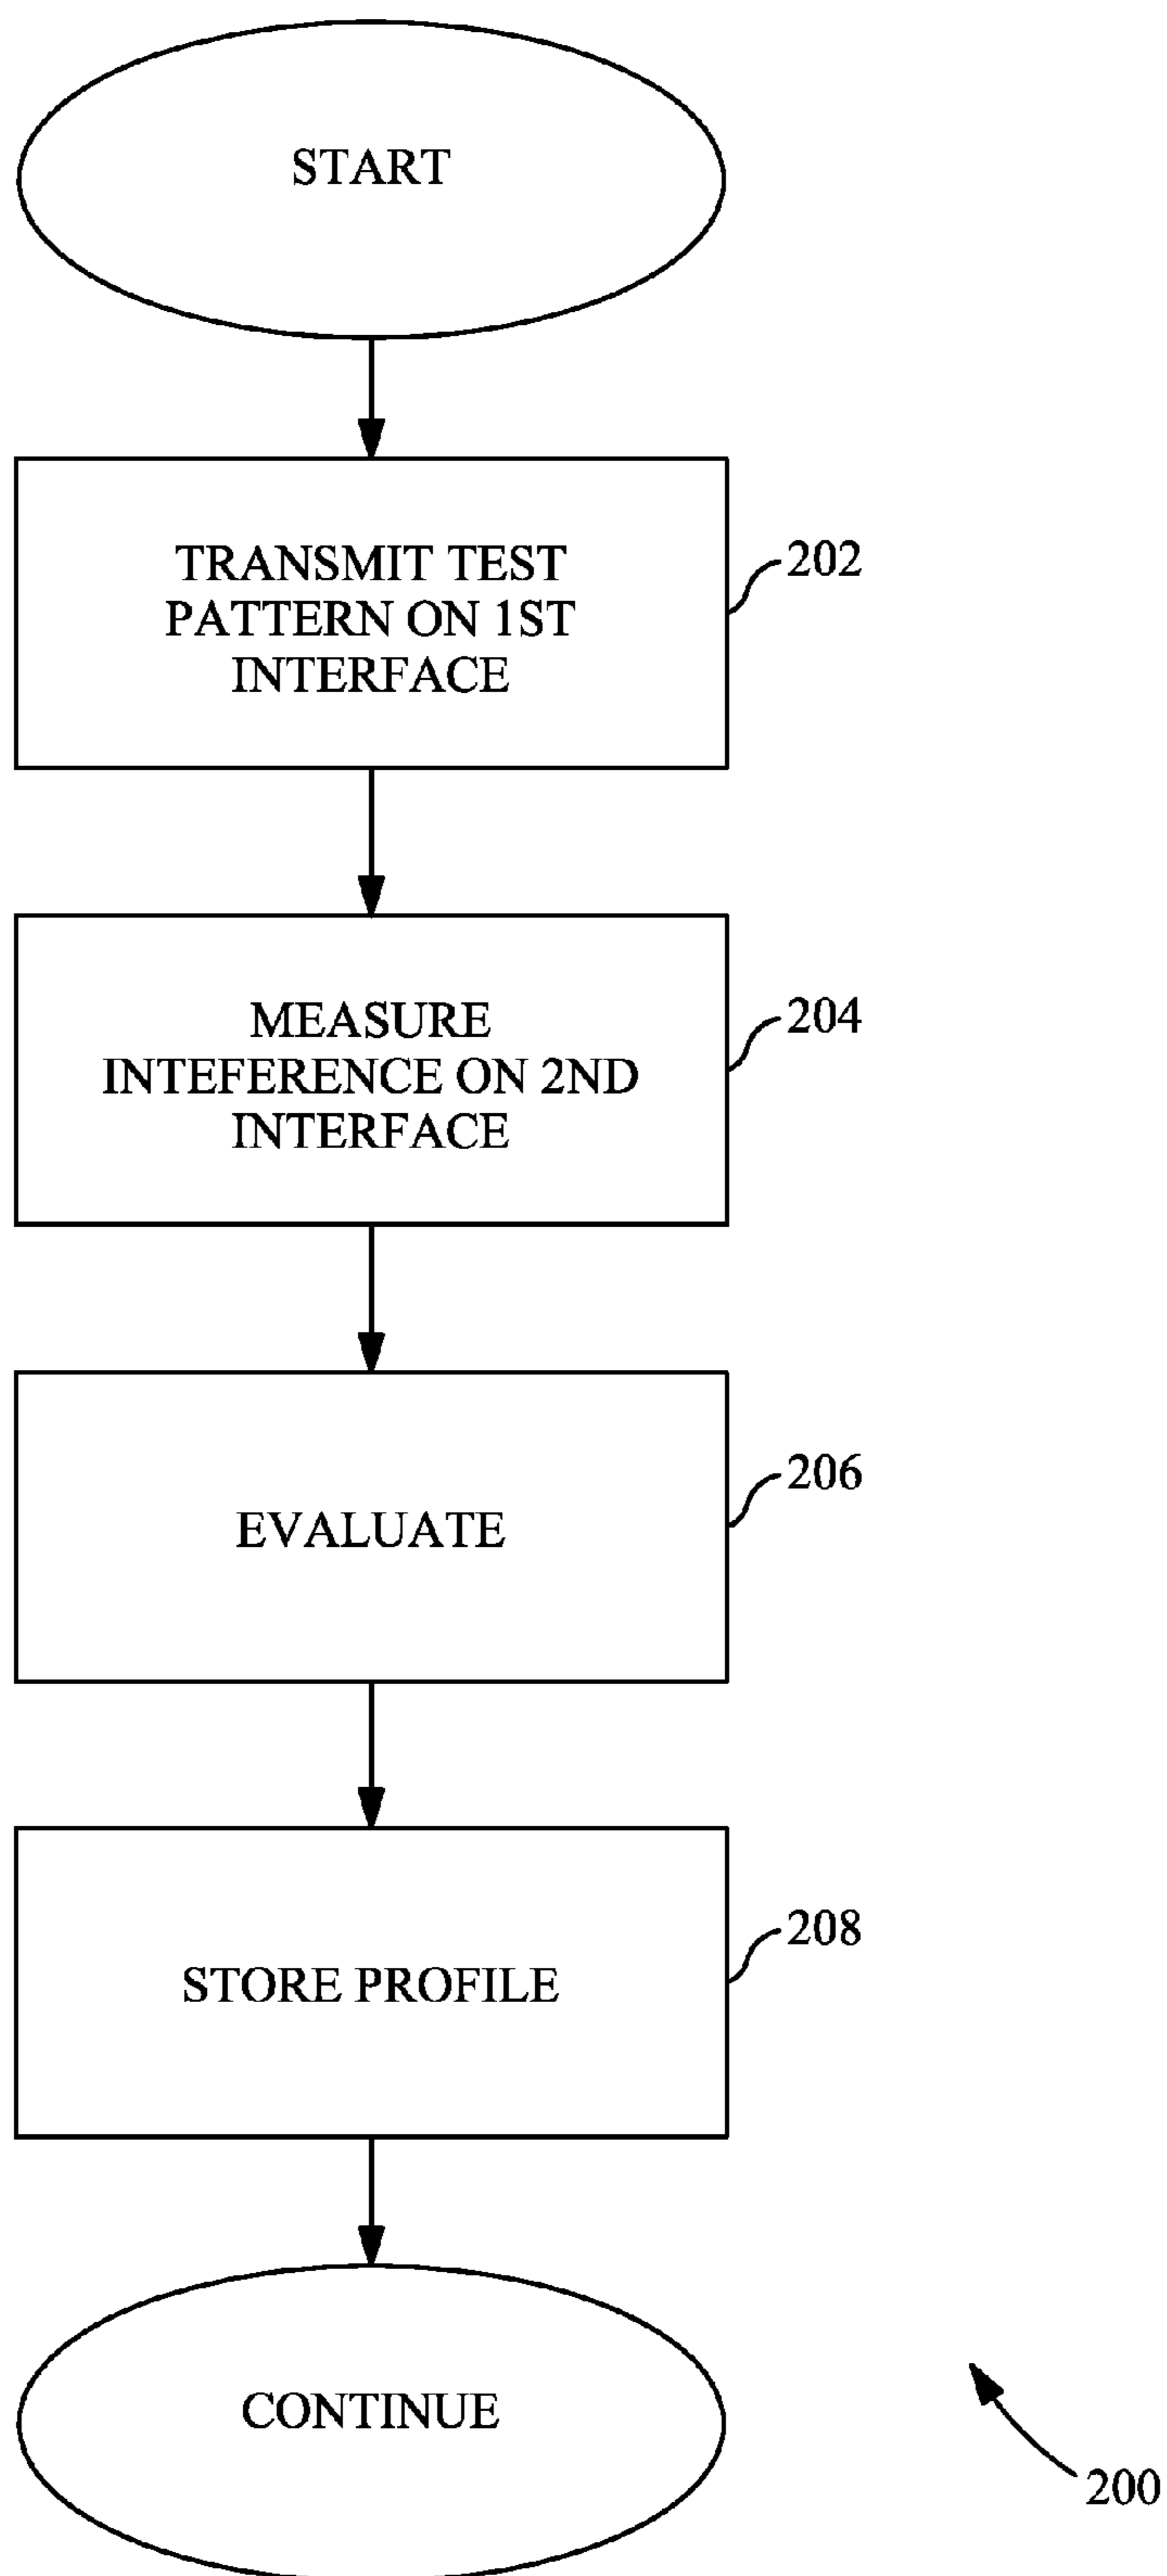 START
TRANSMIT TEST
PATTERN ON 1ST
INTERFACE
202
MEASURE
INTEFERENCE ON 2ND
INTERFACE
204
EVALUATE
206
STORE PROFILE
208
CONTINUE
200